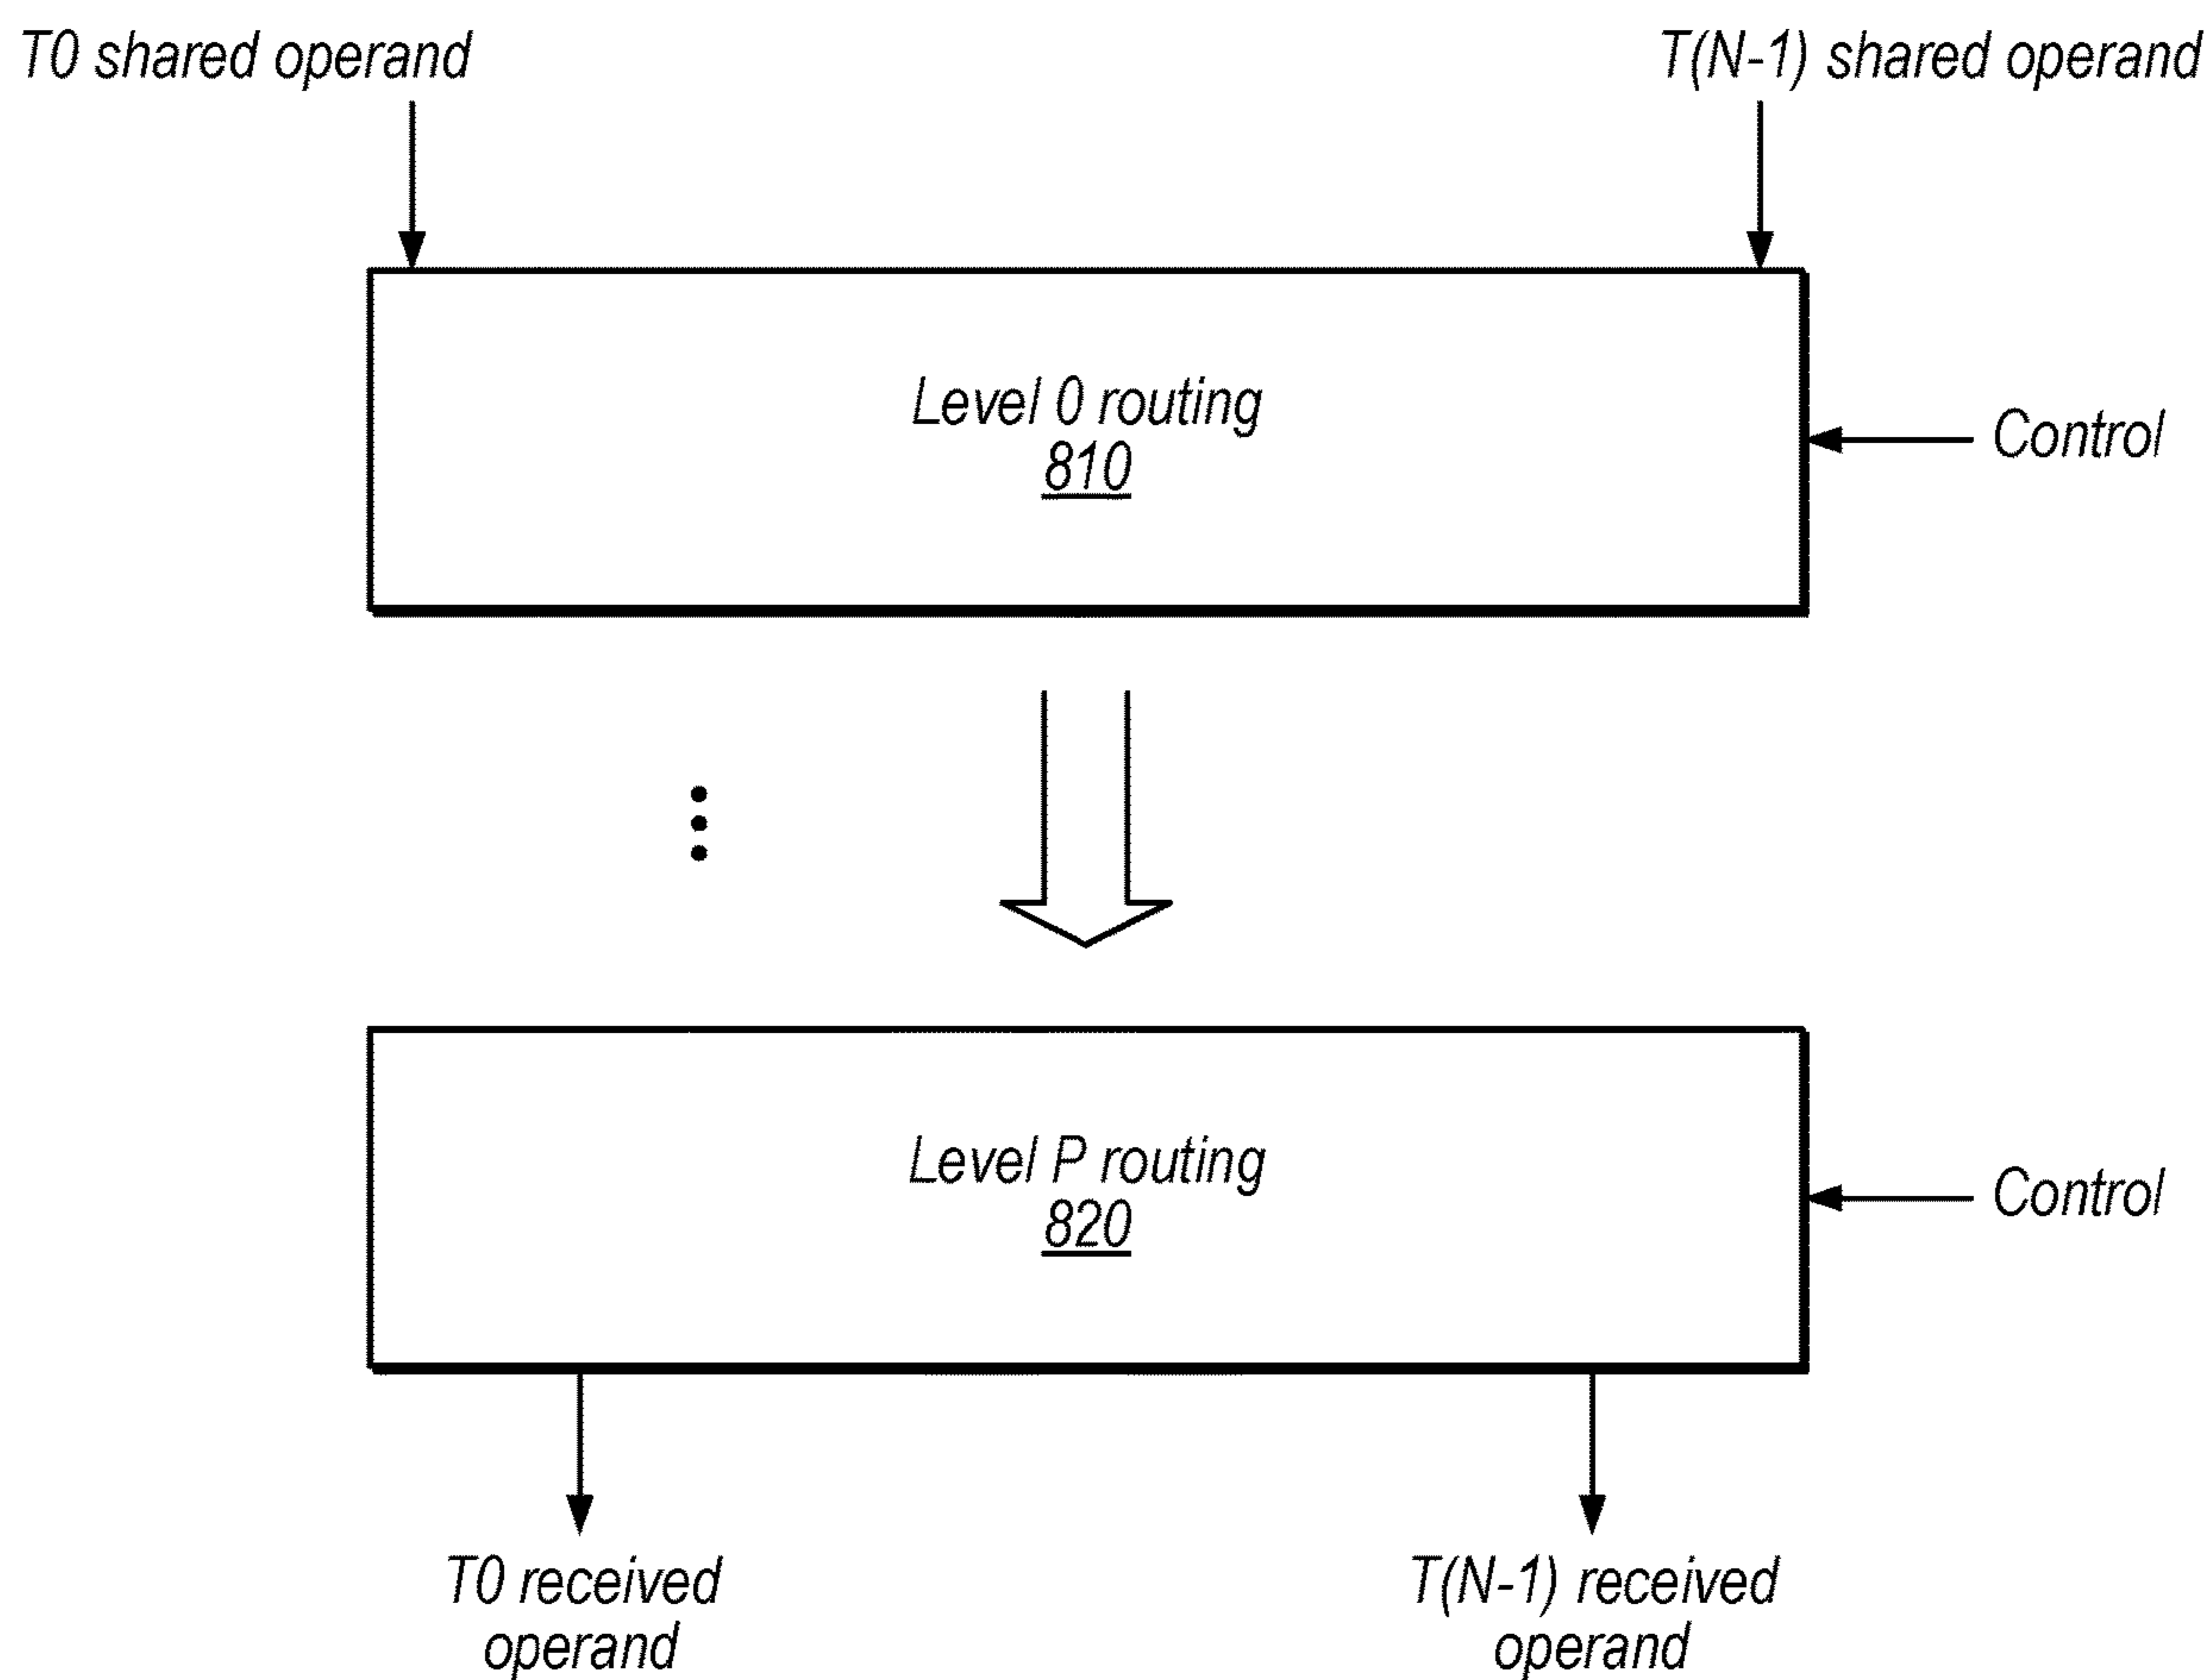 T0 shared operand
T(N-1) shared operand
Level 0 routing
810
Control
Level P routing
820
Control
T0 received
operand
T(N-1) received
operand